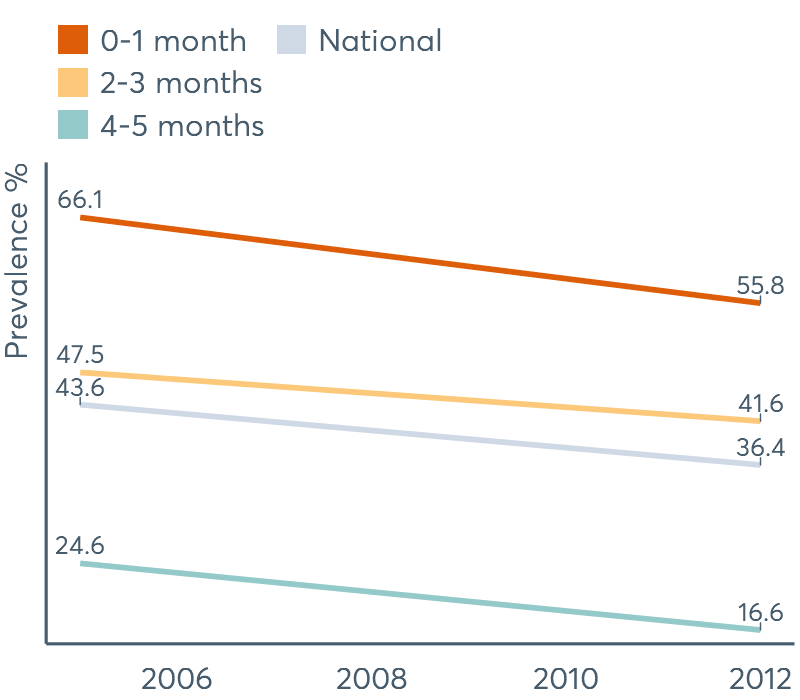 0-1 month
National
2-3 months
4-5 months
Prevalence %
66.1
55.8
47.5
43.6
41.6
36.4
24.6
16.6
2006
2008
2010
2012